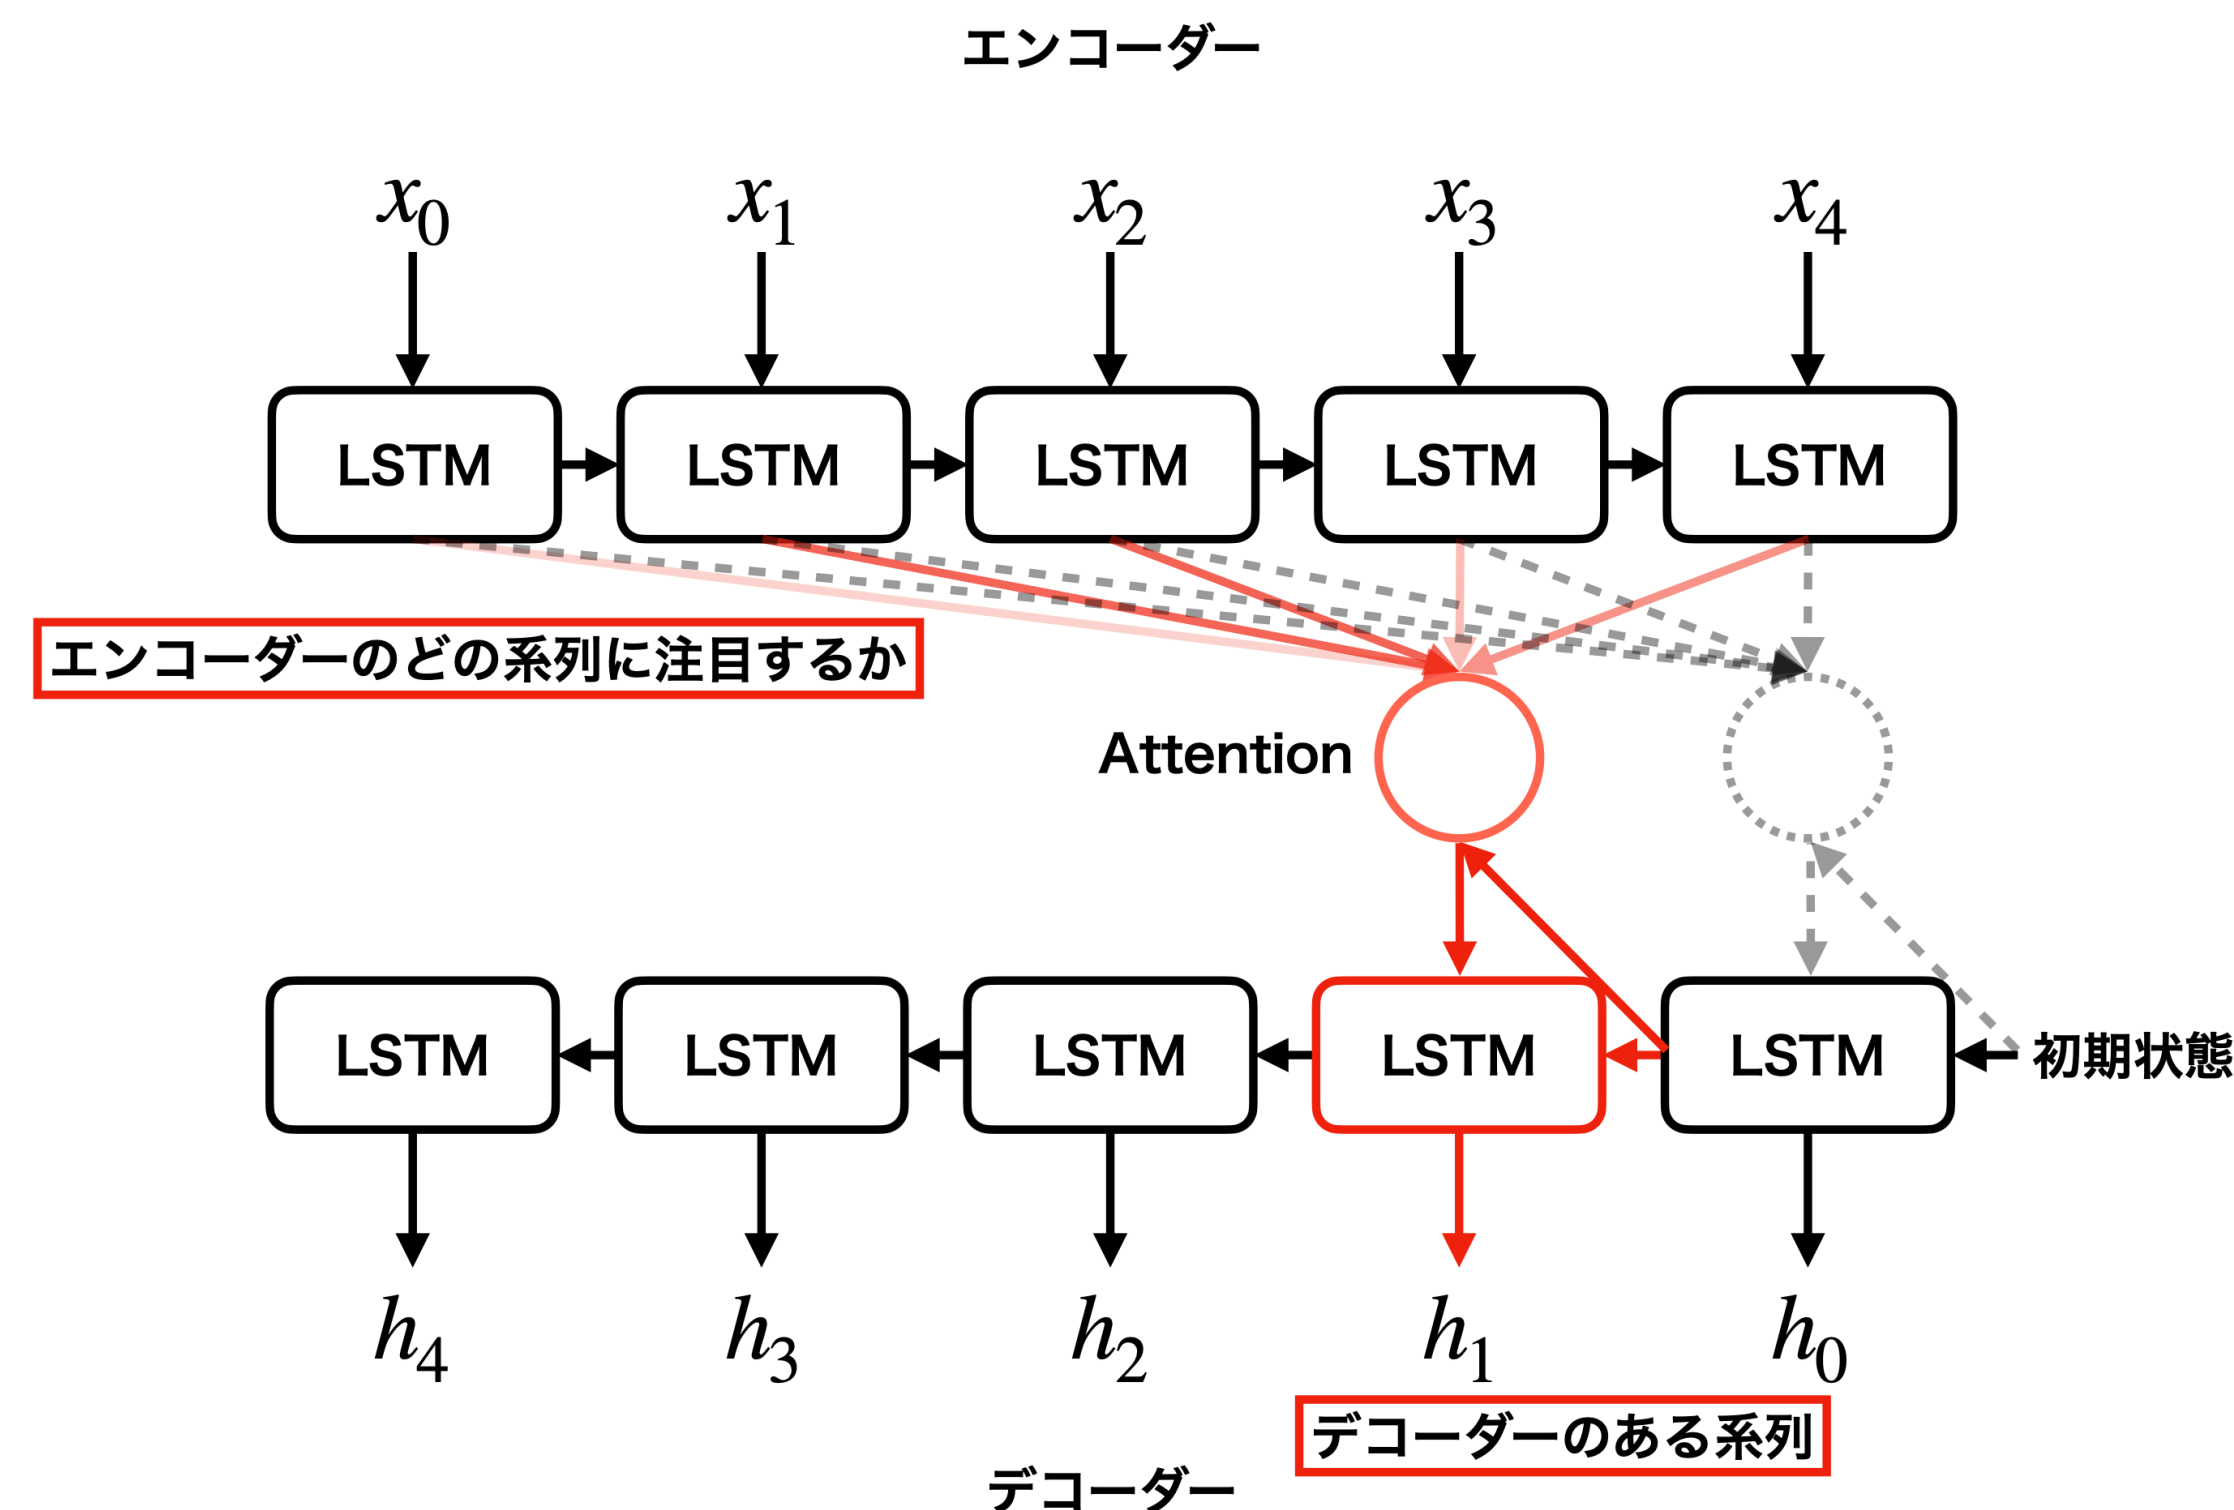 エンコーダー
x0 x1 x2 x3 x4
LSTM LSTM LSTM LSTM LSTM
エンコーダーのどの系列に注目するか
Attention
LSTM LSTM LSTM LSTM LSTM 初期状態
h4 h3 h2 h1 h0
デコーダーのある系列
デコーダー